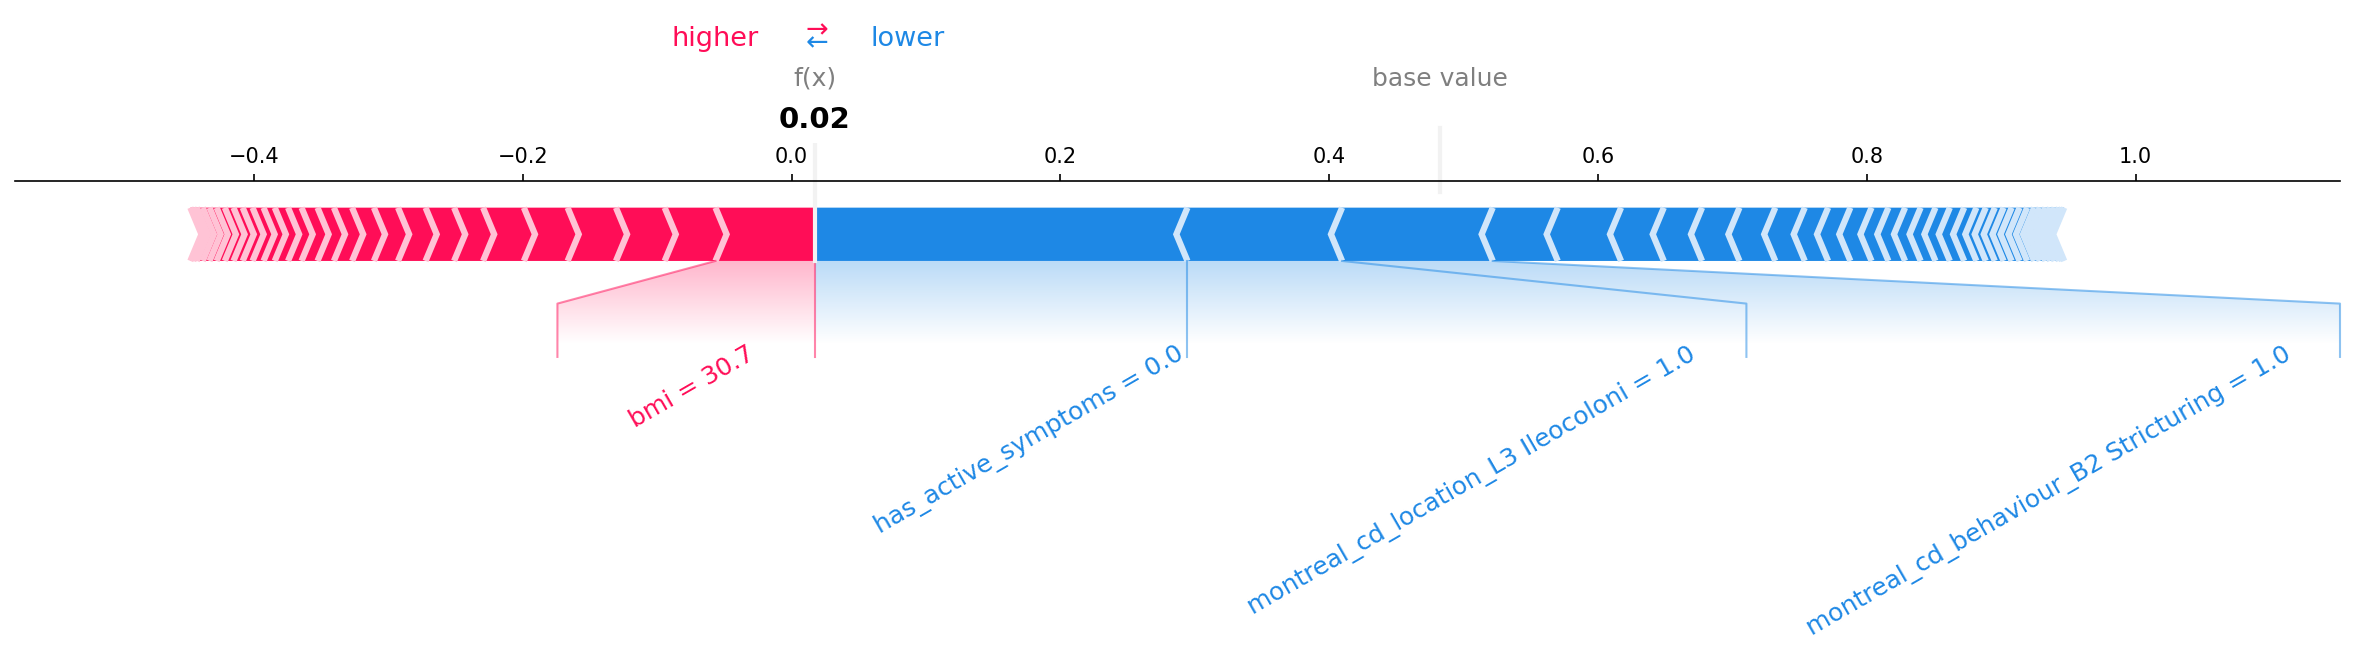 higher ⇄ lower
f(x)
base value
0.02
−0.4
−0.2
0.0
0.2
0.4
0.6
0.8
1.0
bmi = 30.7
has_active_symptoms = 0.0
montreal_cd_location_L3 Ileocoloni = 1.0
montreal_cd_behaviour_B2 Stricturing = 1.0